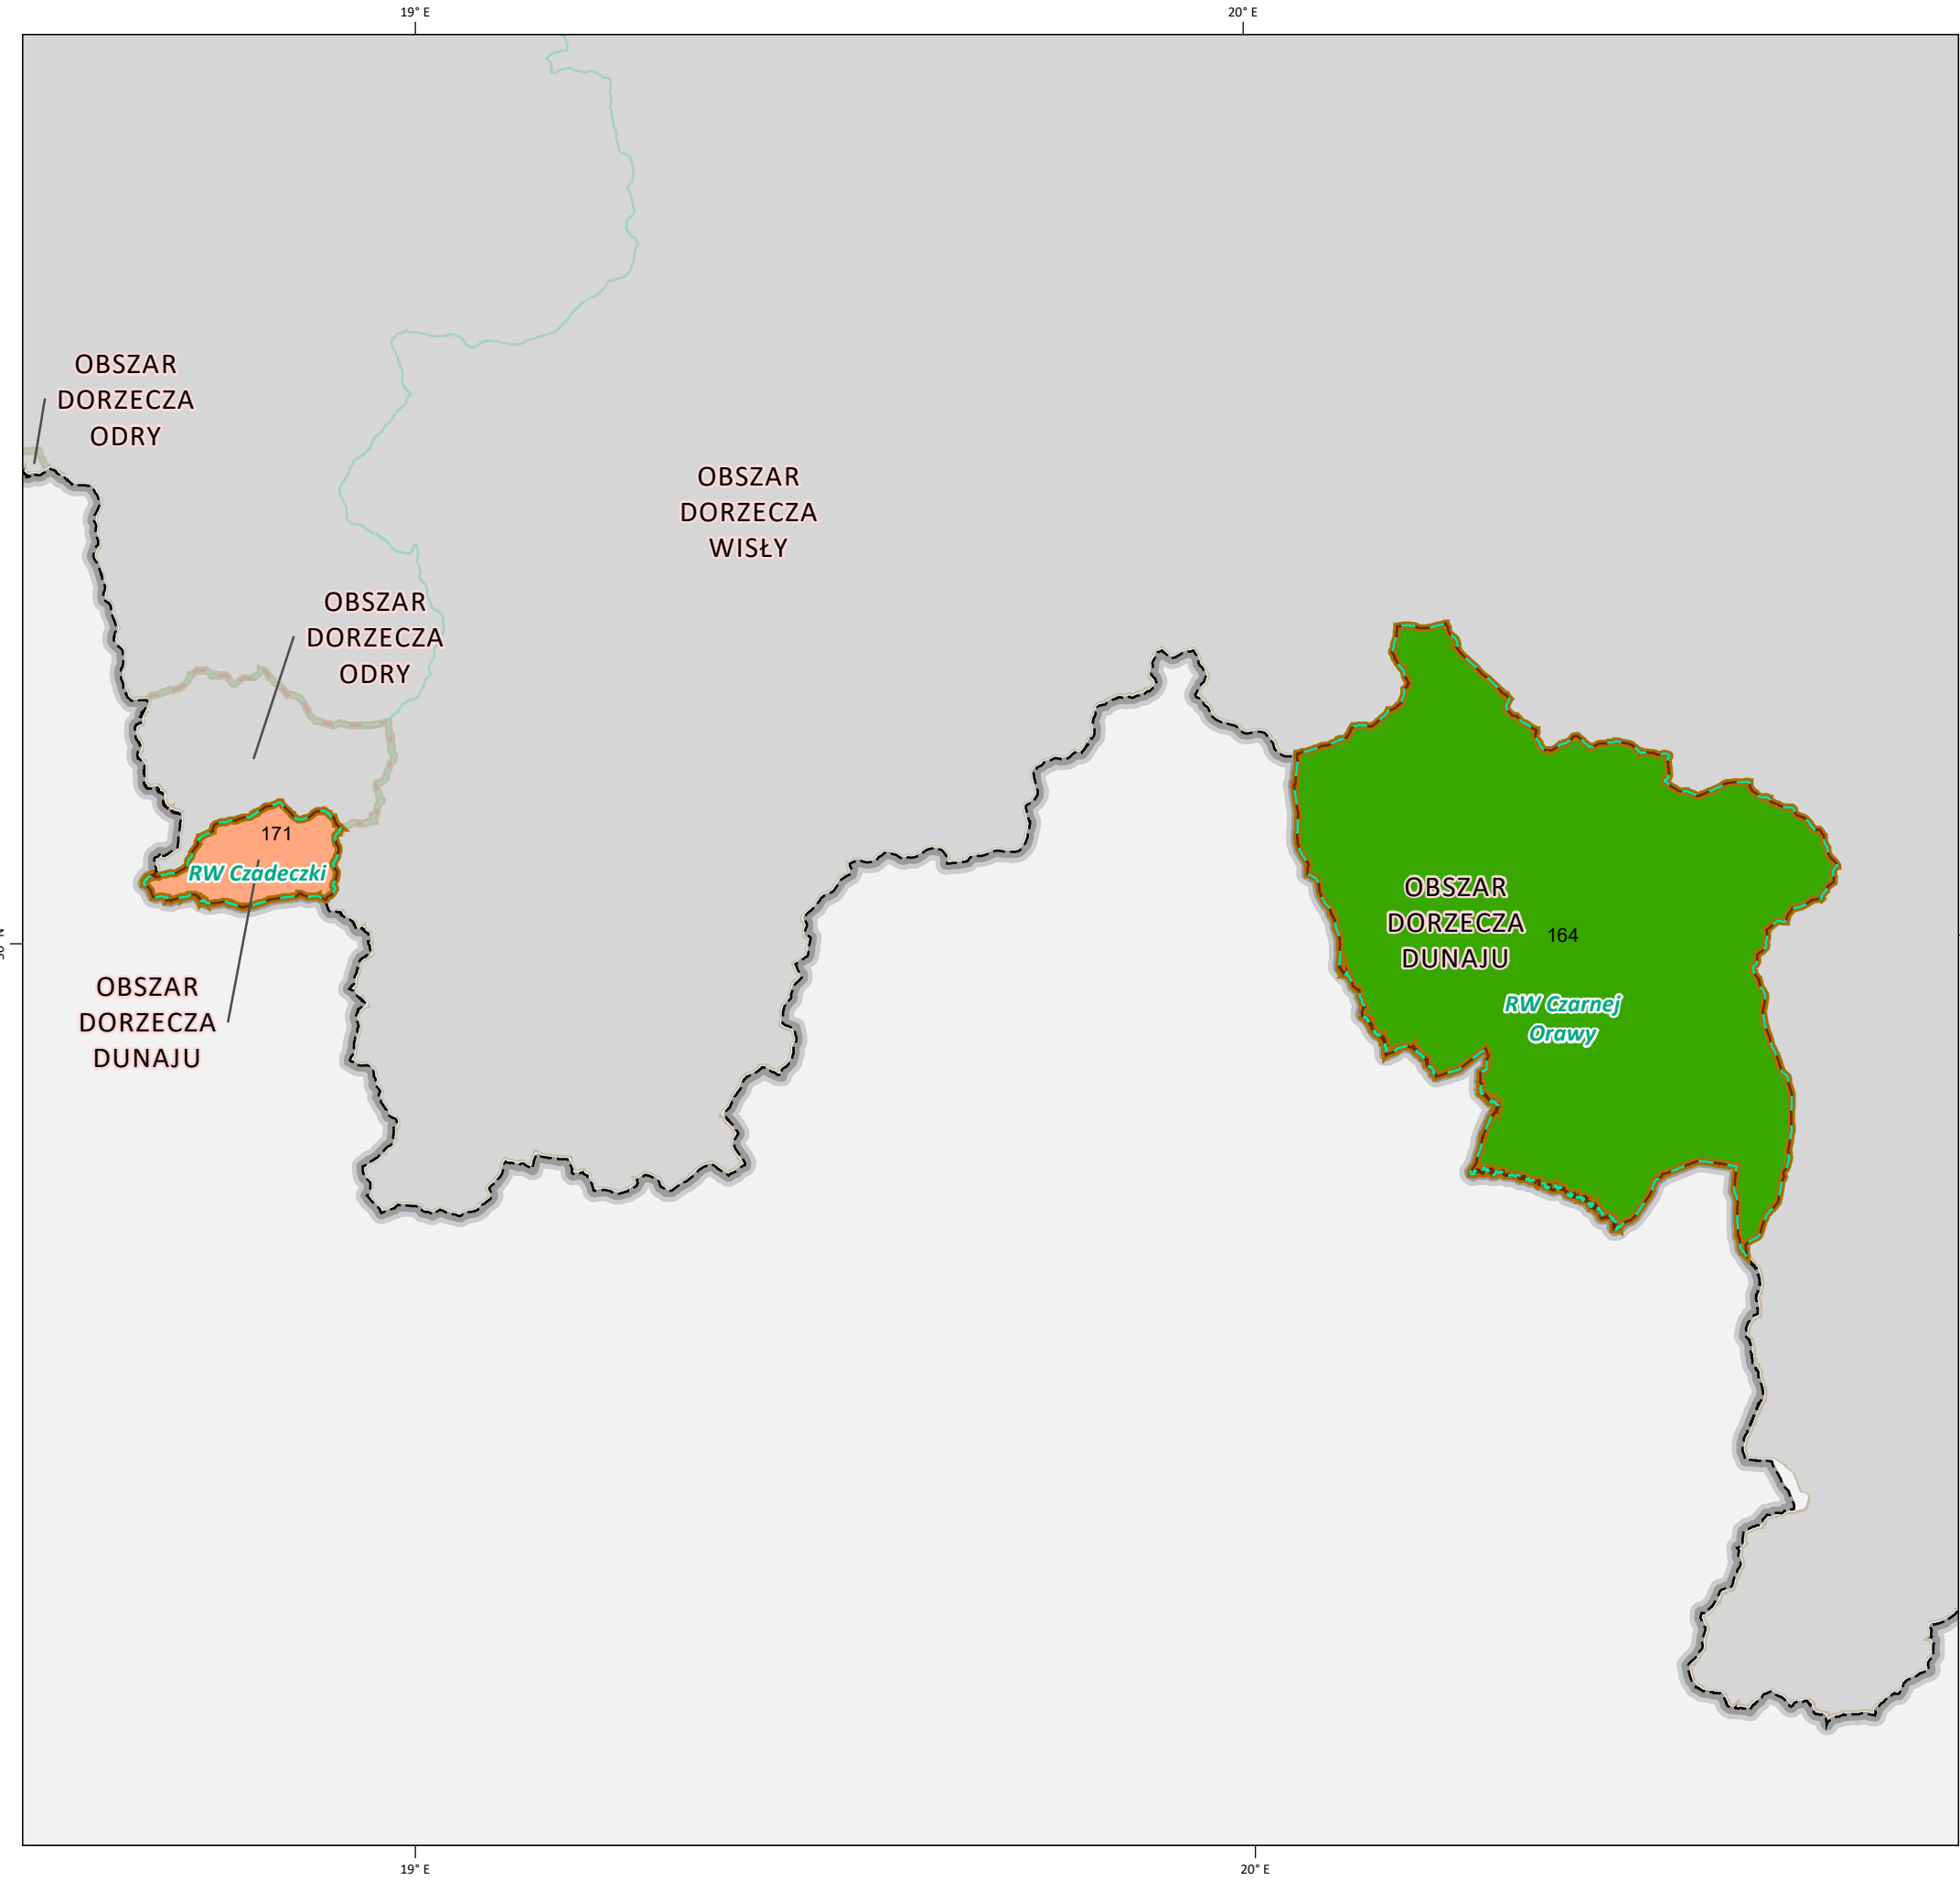 19° E
20° E
OBSZAR
DORZECZA
ODRY
OBSZAR
DORZECZA
WISŁY
OBSZAR
DORZECZA
ODRY
171
RW Czadeczki
OBSZAR
DORZECZA
DUNAJU
164
RW Czarnej
Orawy
OBSZAR
DORZECZA
DUNAJU
19° E
20° E